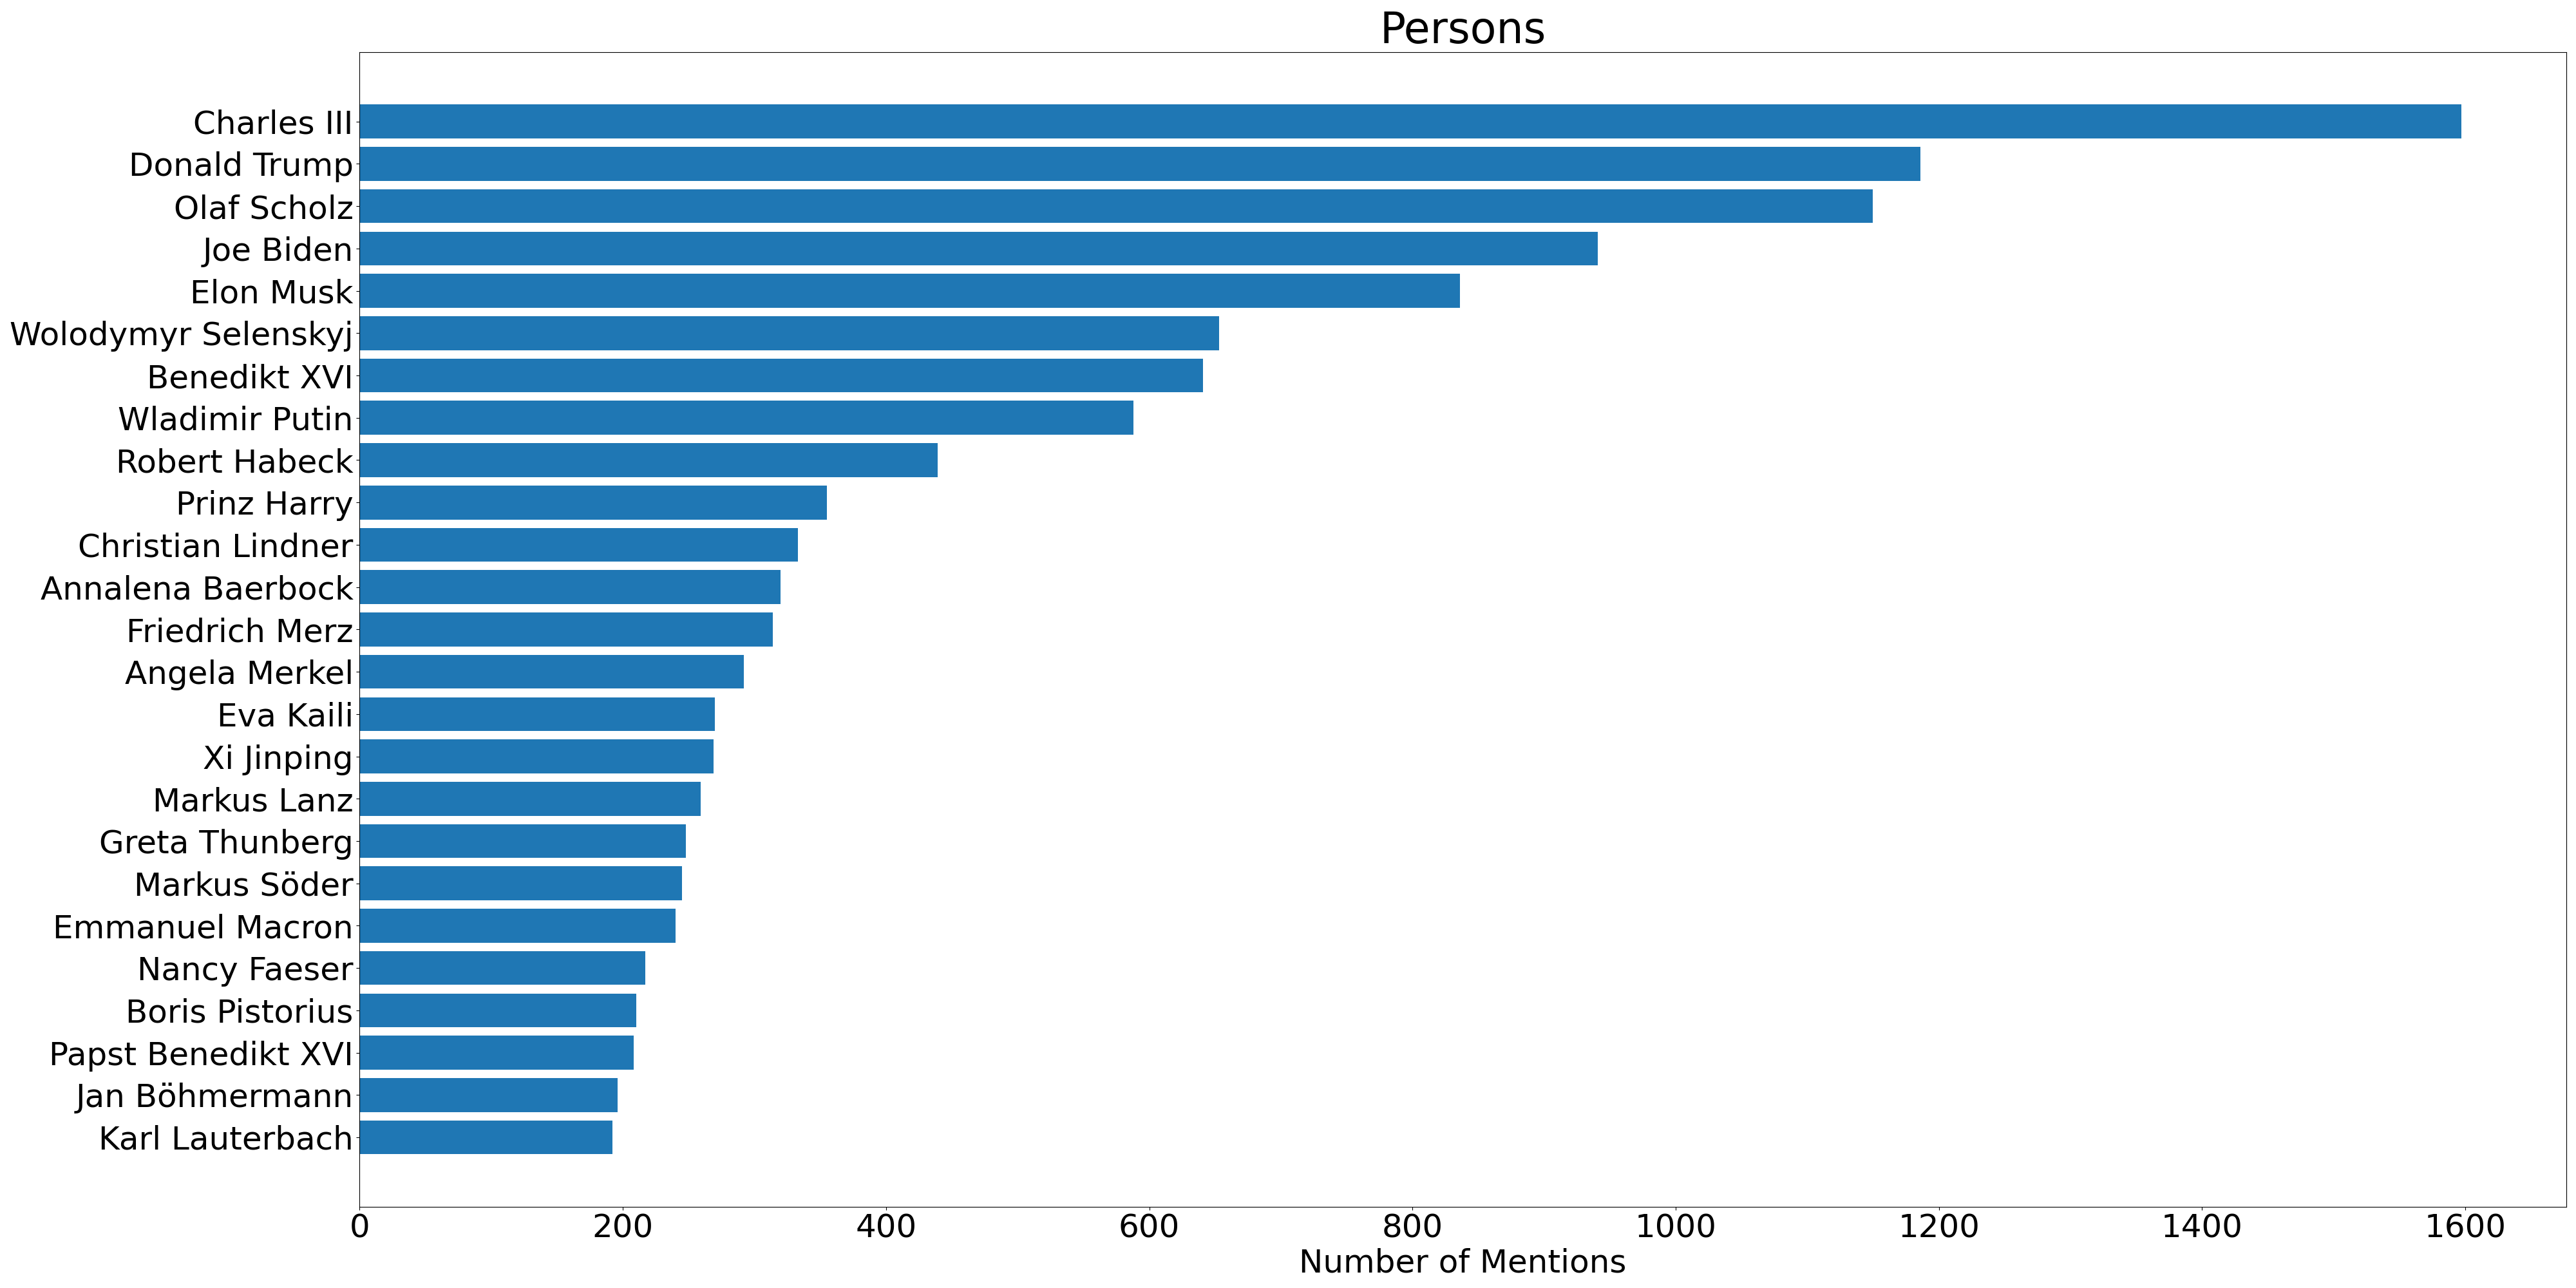 Persons
Charles III
Donald Trump
Olaf Scholz
Joe Biden
Elon Musk
Wolodymyr Selenskyj
Benedikt XVI
Wladimir Putin
Robert Habeck
Prinz Harry
Christian Lindner
Annalena Baerbock
Friedrich Merz
Angela Merkel
Eva Kaili
Xi Jinping
Markus Lanz
Greta Thunberg
Markus Söder
Emmanuel Macron
Nancy Faeser
Boris Pistorius
Papst Benedikt XVI
Jan Böhmermann
Karl Lauterbach
0 200 400 600 800 1000 1200 1400 1600
Number of Mentions